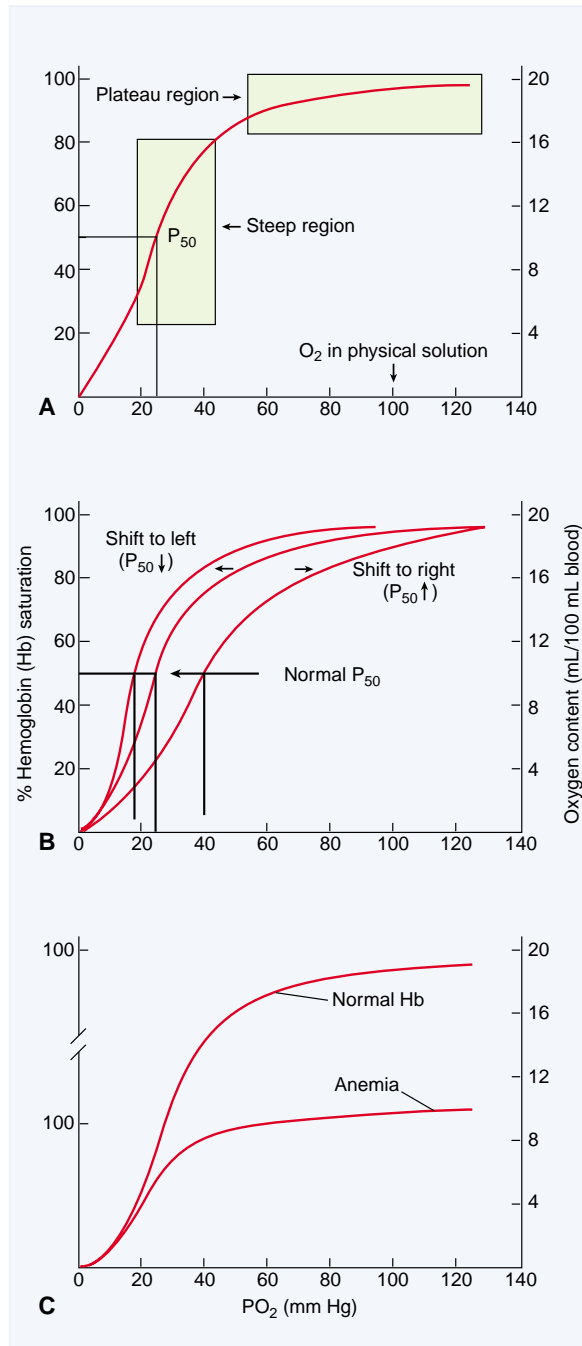 100
80
60
40
20
Plateau region
P50
Steep region
O2 in physical solution
20
16
12
8
4
A
0 20 40 60 80 100 120 140
% Hemoglobin (Hb) saturation
100
80
60
40
20
Shift to left
(P50 ↓)
Shift to right
(P50 ↑)
Normal P50
20
16
12
8
4
Oxygen content (mL/100 mL blood)
B
0 20 40 60 80 100 120 140
100
100
Normal Hb
Anemia
20
16
12
8
4
C
0 20 40 60 80 100 120 140
PO2 (mm Hg)